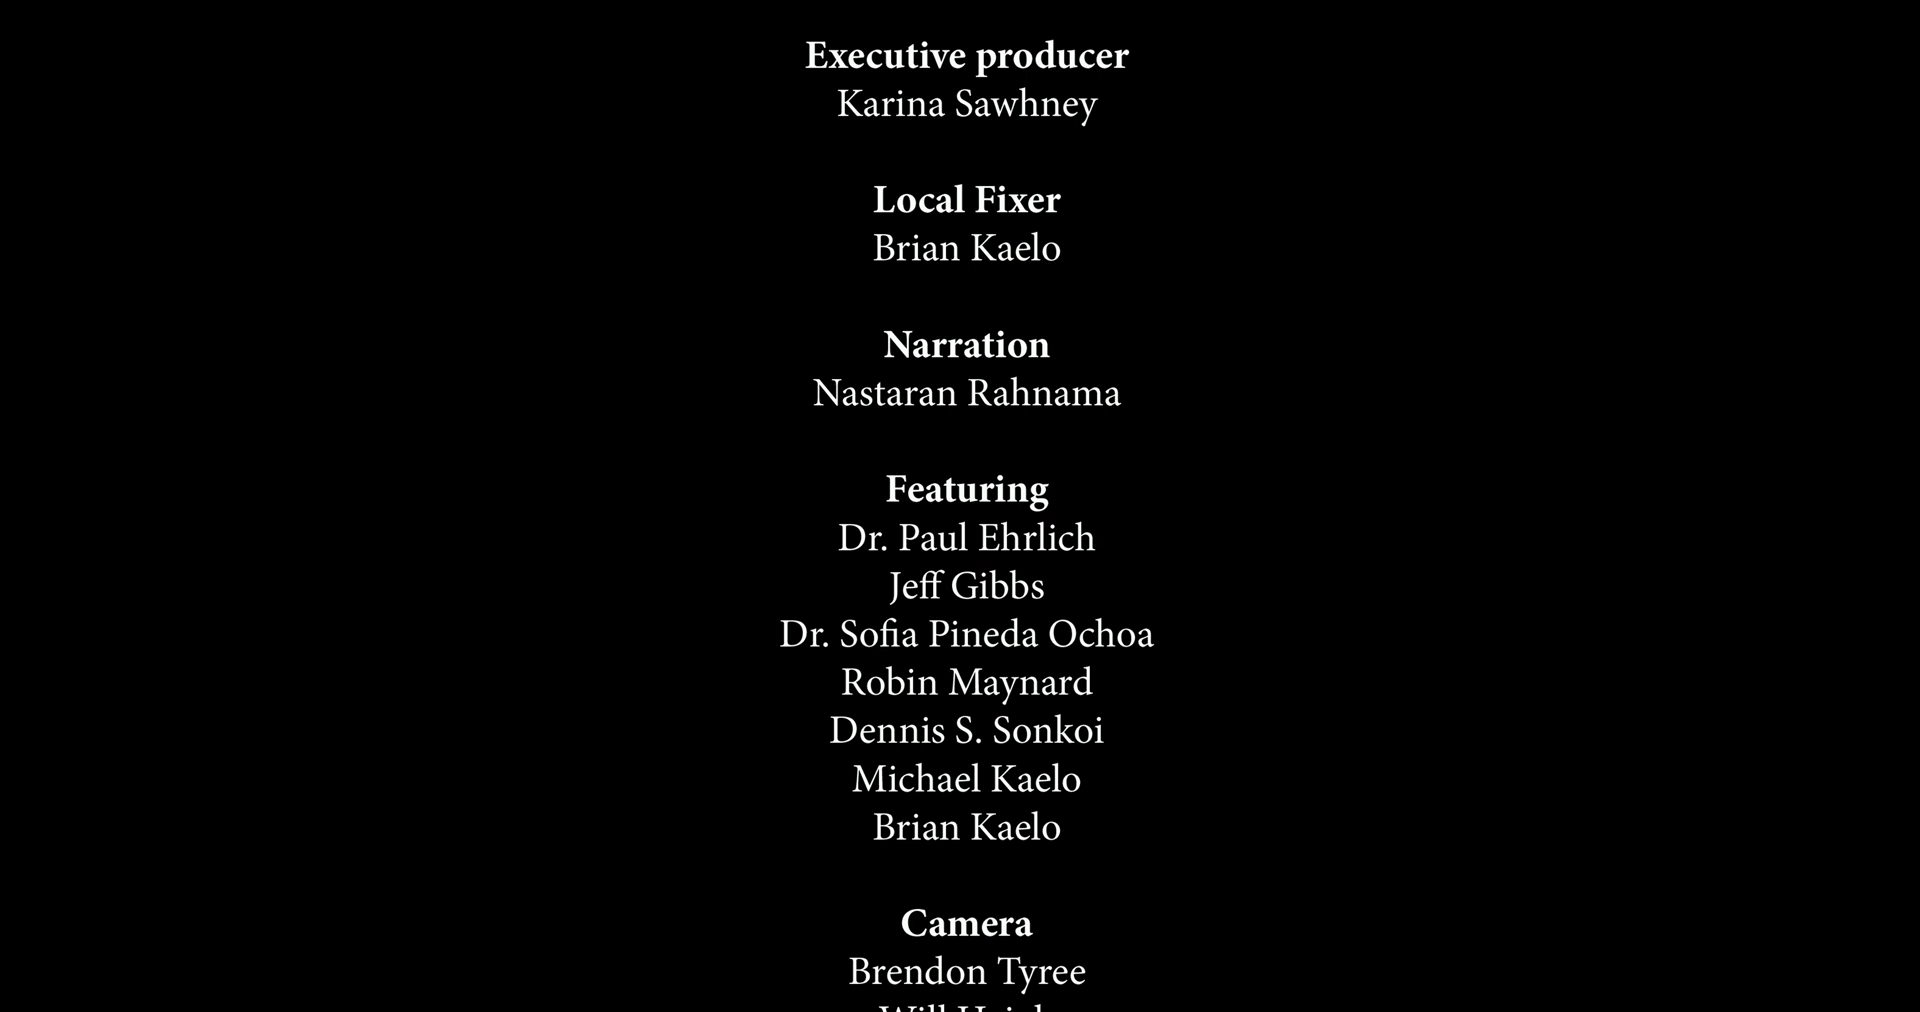 Executive producer
Karina Sawhney
Local Fixer
Brian Kaelo
Narration
Nastaran Rahnama
Featuring
Dr. Paul Ehrlich
Jeff Gibbs
Dr. Sofia Pineda Ochoa
Robin Maynard
Dennis S. Sonkoi
Michael Kaelo
Brian Kaelo
Camera
Brendon Tyree
Will